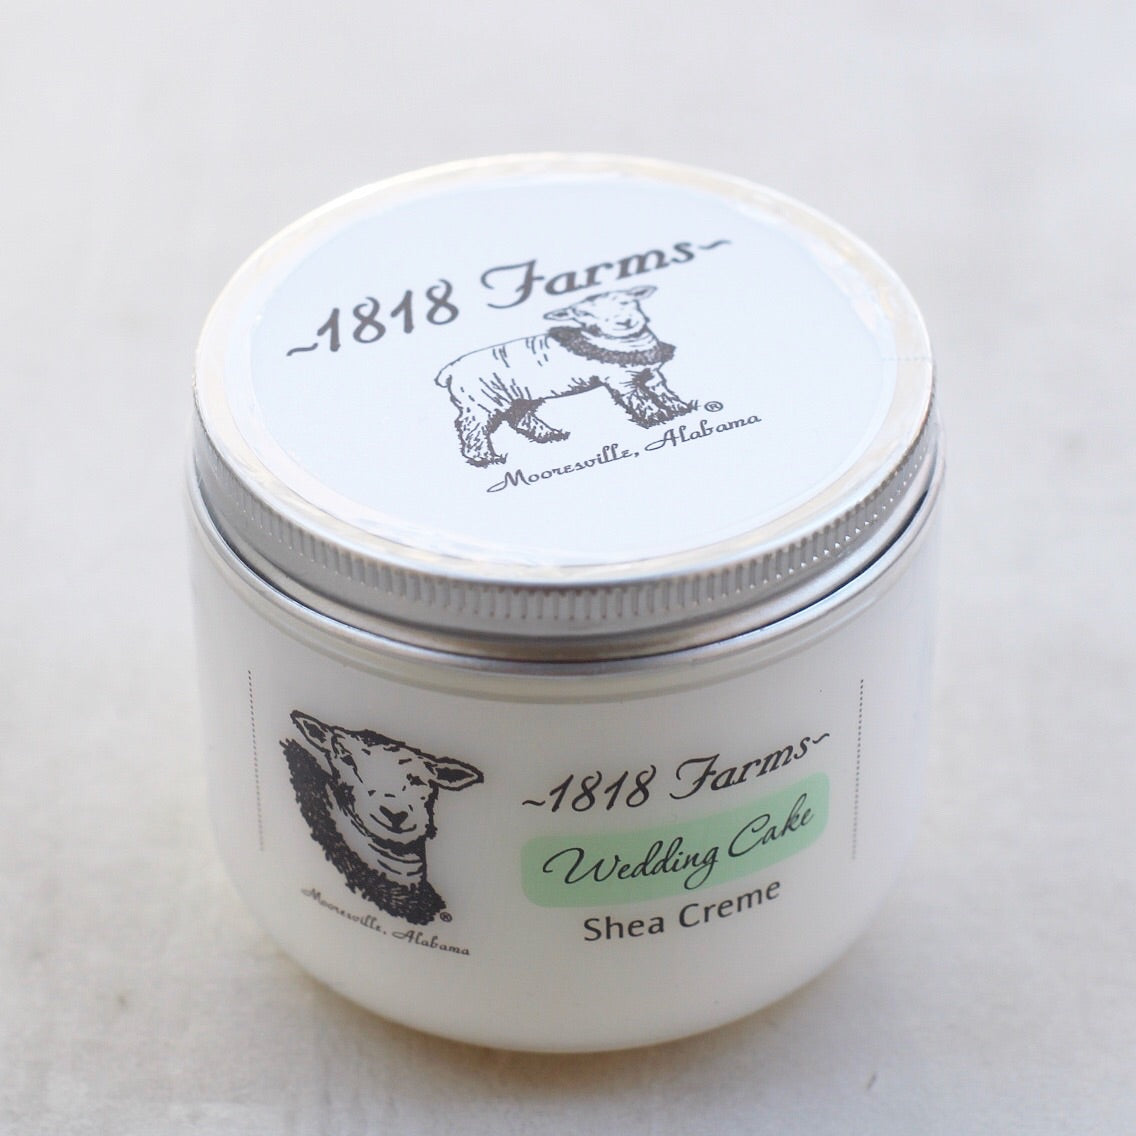 ~1818 Farms~
®
Mooresville, Alabama
~1818 Farms~
Wedding Cake
Shea Creme
®
Mooresville, Alabama